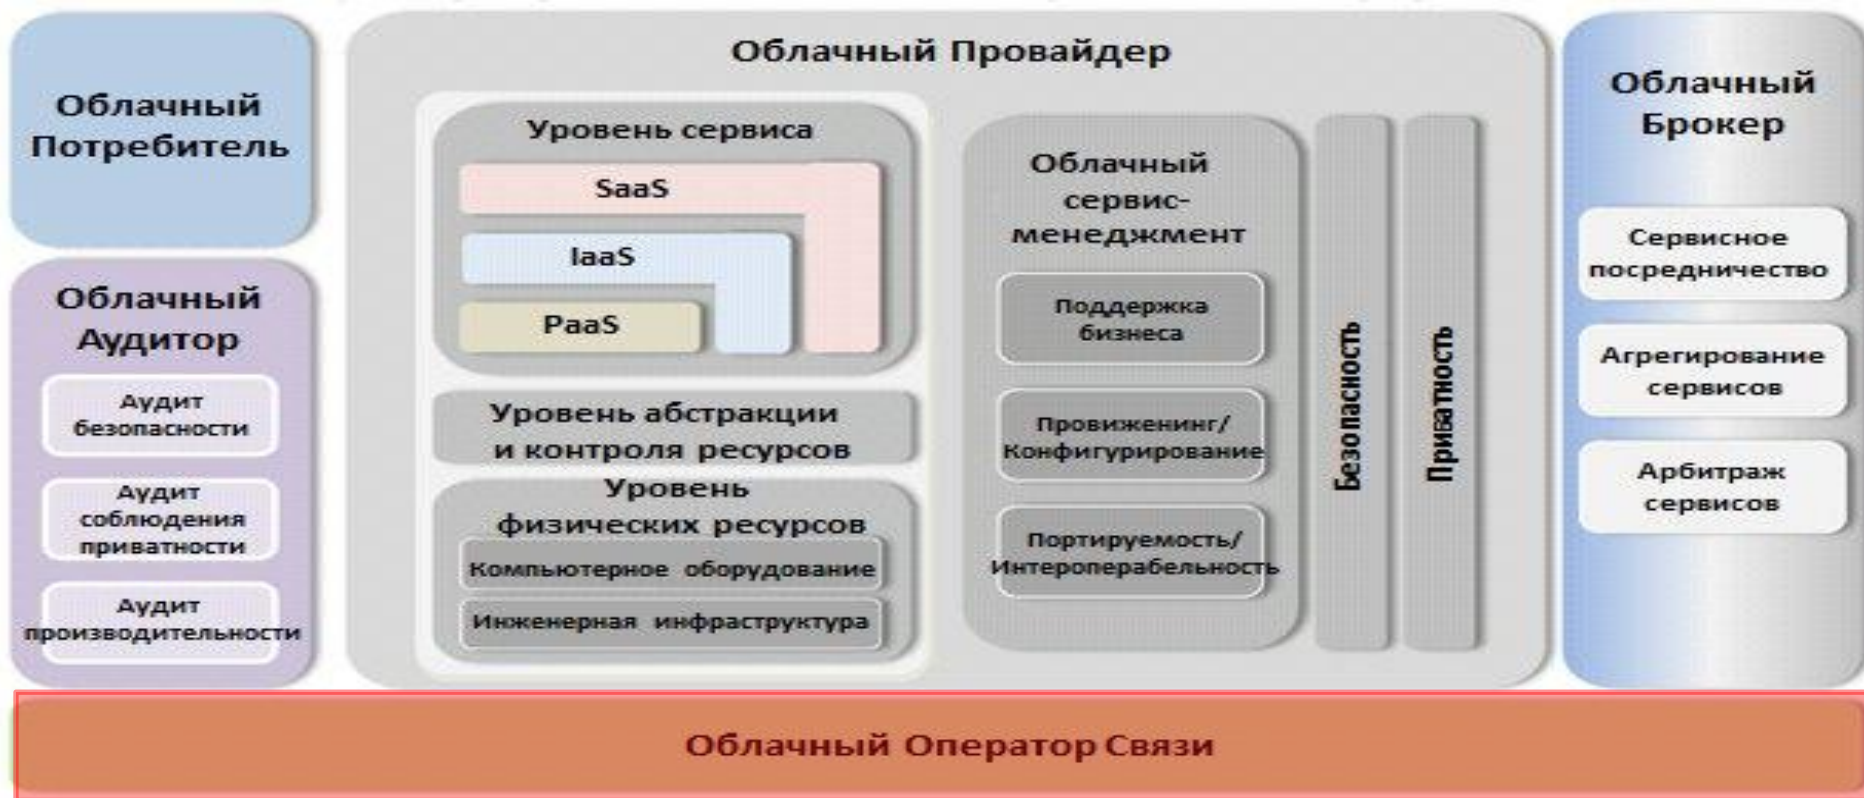 Облачный
Потребитель
Облачный
Аудитор
Аудит
безопасности
Аудит
соблюдения
приватности
Аудит
производительности
Облачный Провайдер
Уровень сервиса
SaaS
IaaS
PaaS
Уровень абстракции
и контроля ресурсов
Уровень
физических ресурсов
Компьютерное оборудование
Инженерная инфраструктура
Облачный
сервис-
менеджмент
Поддержка
бизнеса
Провиженинг/
Конфигурирование
Портируемость/
Интероперабельность
Безопасность
Приватность
Облачный
Брокер
Сервисное
посредничество
Агрегирование
сервисов
Арбитраж
сервисов
Облачный Оператор Связи